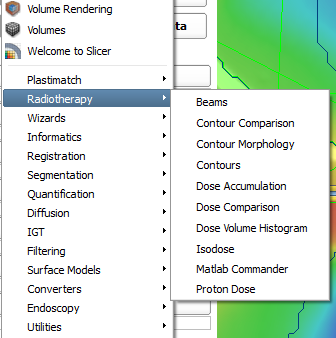 Volume Rendering
Volumes
Welcome to Slicer
ta
Plastimatch
Radiotherapy
Wizards
Informatics
Registration
Segmentation
Quantification
Diffusion
IGT
Filtering
Surface Models
Converters
Endoscopy
Utilities
Beams
Contour Comparison
Contour Morphology
Contours
Dose Accumulation
Dose Comparison
Dose Volume Histogram
Isodose
Matlab Commander
Proton Dose